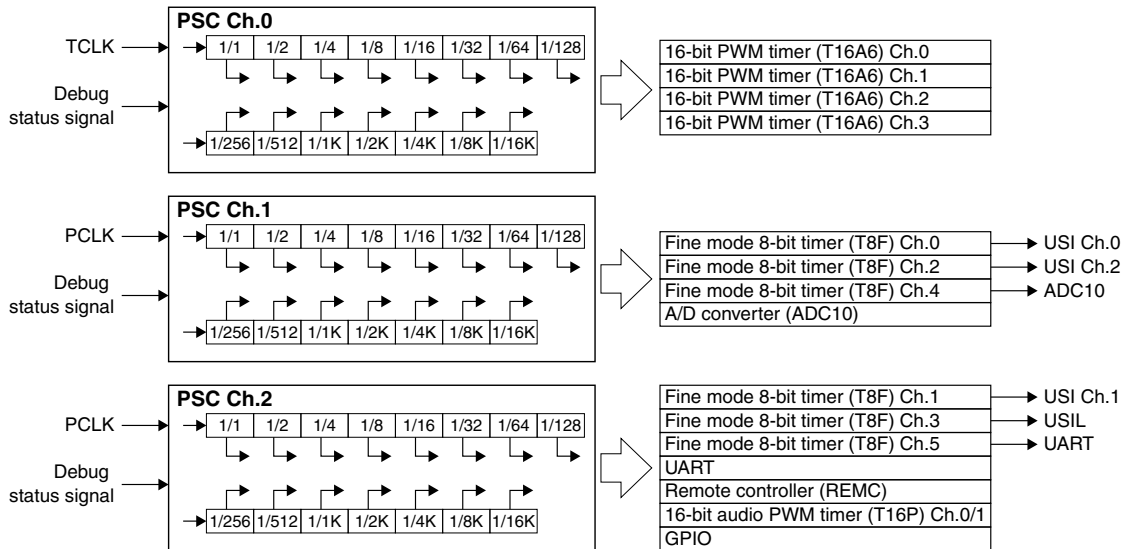 PSC Ch.0
TCLK
1/1 1/2 1/4 1/8 1/16 1/32 1/64 1/128
Debug
status signal
1/256 1/512 1/1K 1/2K 1/4K 1/8K 1/16K
16-bit PWM timer (T16A6) Ch.0
16-bit PWM timer (T16A6) Ch.1
16-bit PWM timer (T16A6) Ch.2
16-bit PWM timer (T16A6) Ch.3
PSC Ch.1
PCLK
1/1 1/2 1/4 1/8 1/16 1/32 1/64 1/128
Debug
status signal
1/256 1/512 1/1K 1/2K 1/4K 1/8K 1/16K
Fine mode 8-bit timer (T8F) Ch.0 USI Ch.0
Fine mode 8-bit timer (T8F) Ch.2 USI Ch.2
Fine mode 8-bit timer (T8F) Ch.4 ADC10
A/D converter (ADC10)
PSC Ch.2
PCLK
1/1 1/2 1/4 1/8 1/16 1/32 1/64 1/128
Debug
status signal
1/256 1/512 1/1K 1/2K 1/4K 1/8K 1/16K
Fine mode 8-bit timer (T8F) Ch.1 USI Ch.1
Fine mode 8-bit timer (T8F) Ch.3 USIL
Fine mode 8-bit timer (T8F) Ch.5 UART
UART
Remote controller (REMC)
16-bit audio PWM timer (T16P) Ch.0/1
GPIO